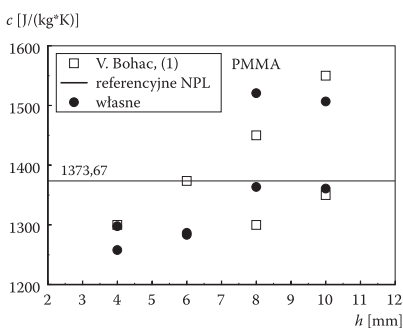 c [J/(kg*K)]
1600
V. Bohac, (1)
PMMA
referencyjne NPL
1500
własne
1400
1373,67
1300
1200
2 3 4 5 6 7 8 9 10 11 12
h [mm]